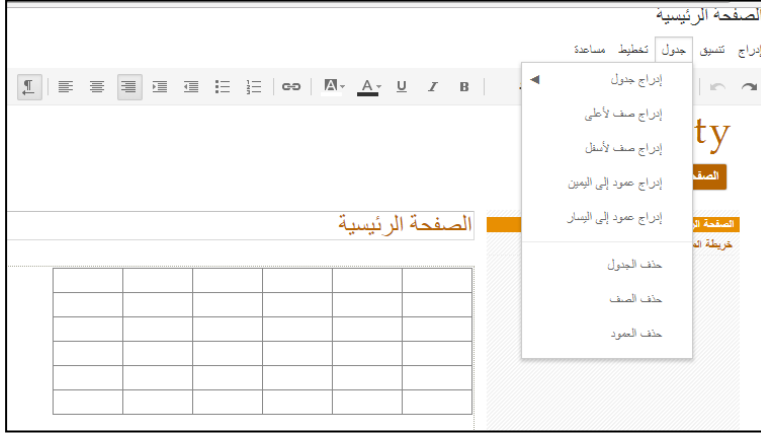 الصفحة الرئيسية
إدراج تنسيق جدول تخطيط مساعدة
B I U A A
إدراج جدول
إدراج صف لأعلى
إدراج صف لأسفل
إدراج عمود إلى اليمين
إدراج عمود إلى اليسار
حذف الجدول
حذف الصف
حذف العمود
ty
الصفحة الرئيسية